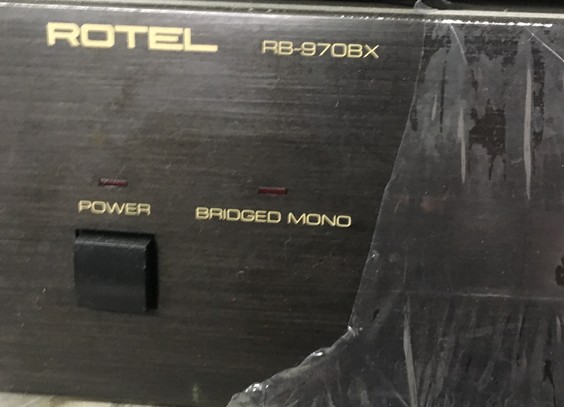 ROTEL RB-970BX
POWER BRIDGED MONO